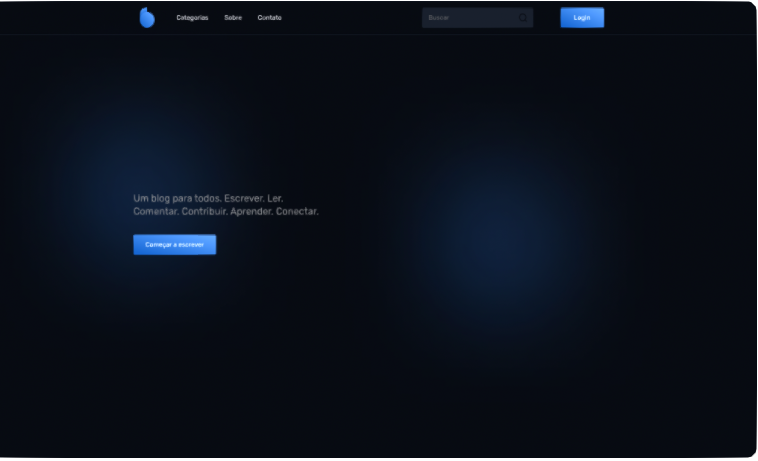 Categorias
Sobre
Contato
Buscar
Login
Um blog para todos. Escrever. Ler.
Comentar. Contribuir. Aprender. Conectar.
Começar a escrever